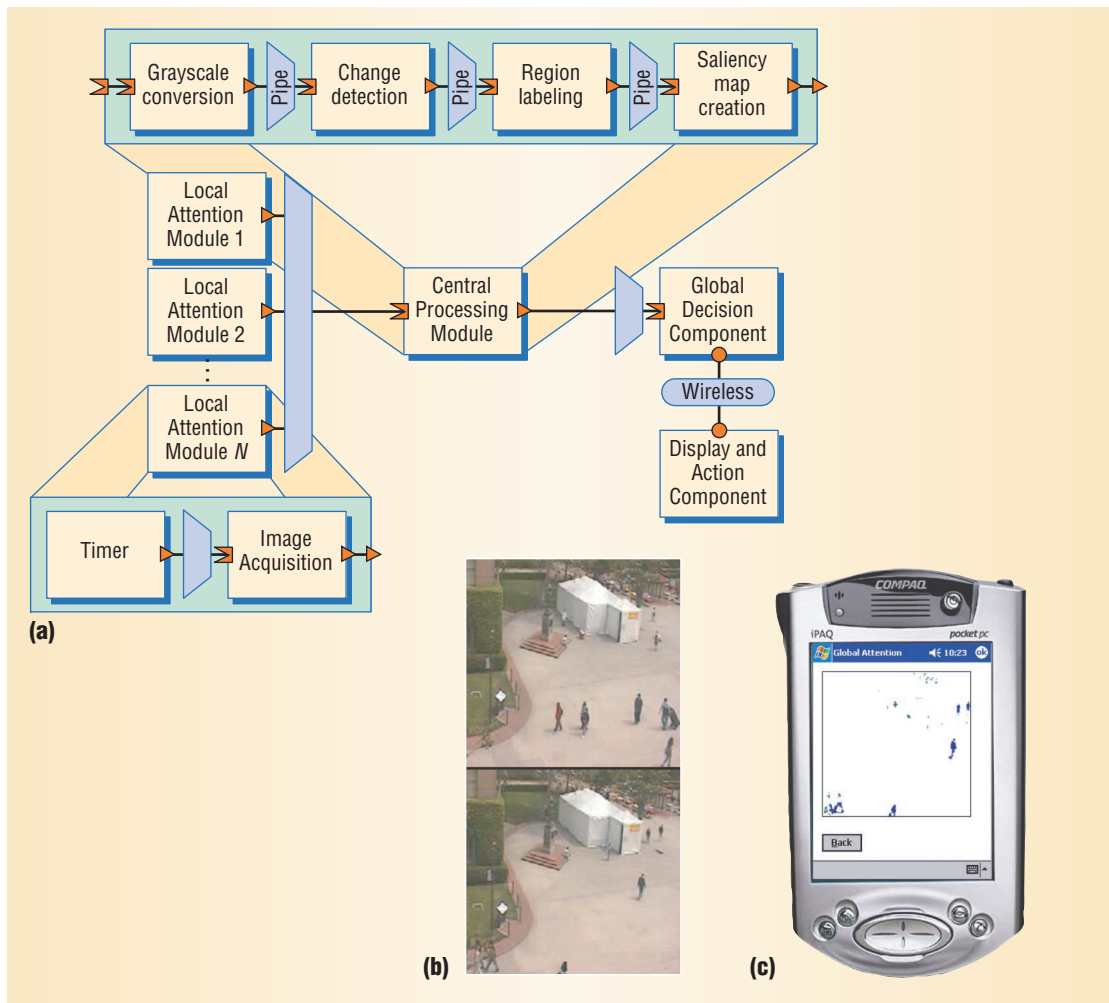 Grayscale
conversion
Pipe
Change
detection
Pipe
Region
labeling
Pipe
Saliency
map
creation
Local
Attention
Module 1
Local
Attention
Module 2
⋮
Local
Attention
Module N
Central
Processing
Module
Global
Decision
Component
Wireless
Display and
Action
Component
Timer
Image
Acquisition
(a)
(b)
COMPAQ
iPAQ
pocket pc
Global Attention 10:23 ok
Back
(c)